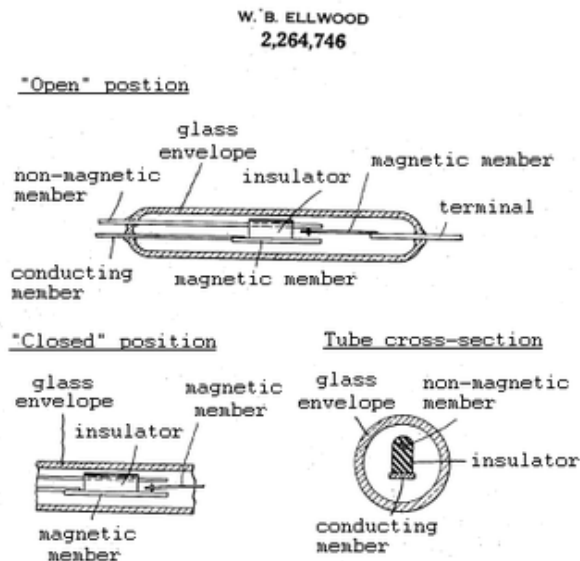 W. B. ELLWOOD
2,264,746
"Open" postion
glass
envelope
non-magnetic
member
insulator
magnetic member
terminal
conducting
member
magnetic member
"Closed" position
glass
envelope
insulator
magnetic
member
magnetic
member
Tube cross-section
glass
envelope
non-magnetic
member
insulator
conducting
member